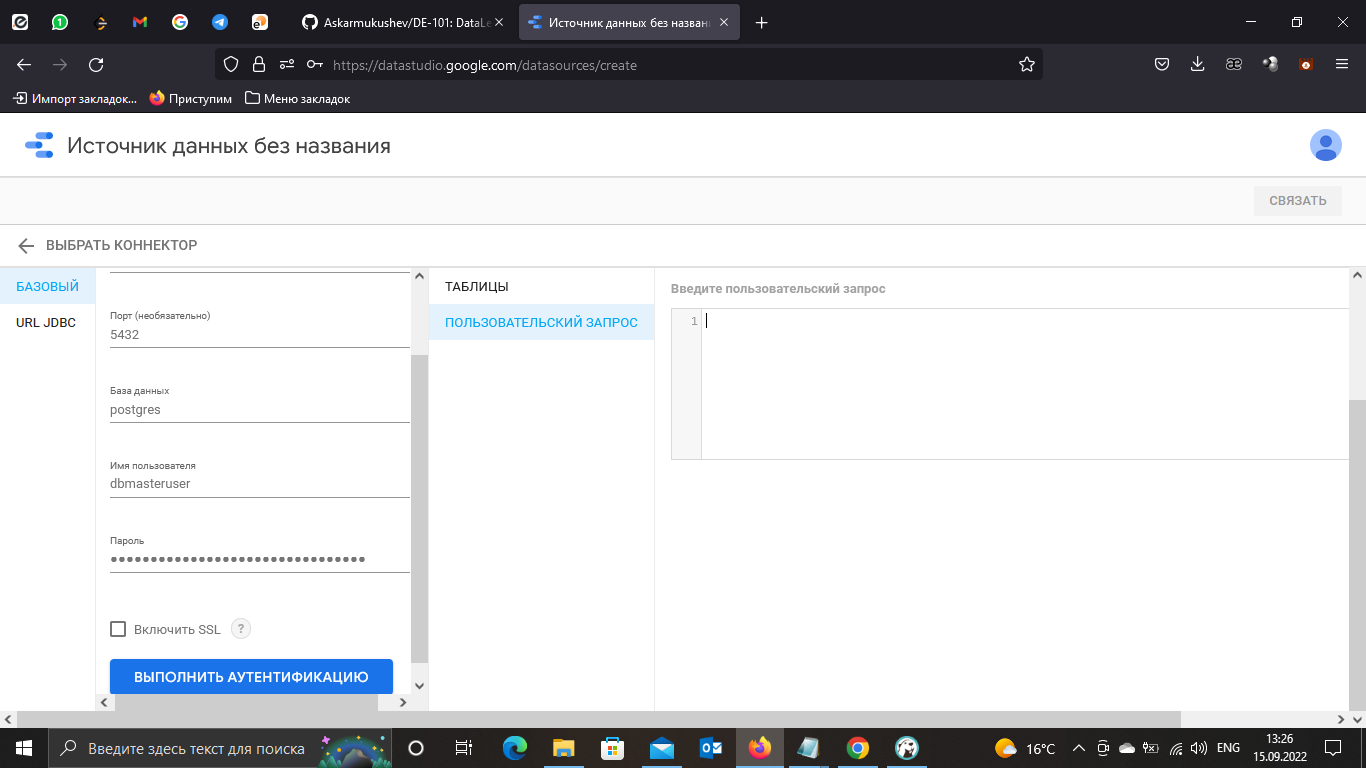 Askarmukushev/DE-101: DataLe
Источник данных без назван
https://datastudio.google.com/datasources/create
Импорт закладок...
Приступим
Меню закладок
Источник данных без названия
СВЯЗАТЬ
ВЫБРАТЬ КОННЕКТОР
БАЗОВЫЙ
URL JDBC
Порт (необязательно)
5432
База данных
postgres
Имя пользователя
dbmasteruser
Пароль
Включить SSL
?
ВЫПОЛНИТЬ АУТЕНТИФИКАЦИЮ
ТАБЛИЦЫ
ПОЛЬЗОВАТЕЛЬСКИЙ ЗАПРОС
Введите пользовательский запрос
1
Введите здесь текст для поиска
16°C
ENG
13:26
15.09.2022